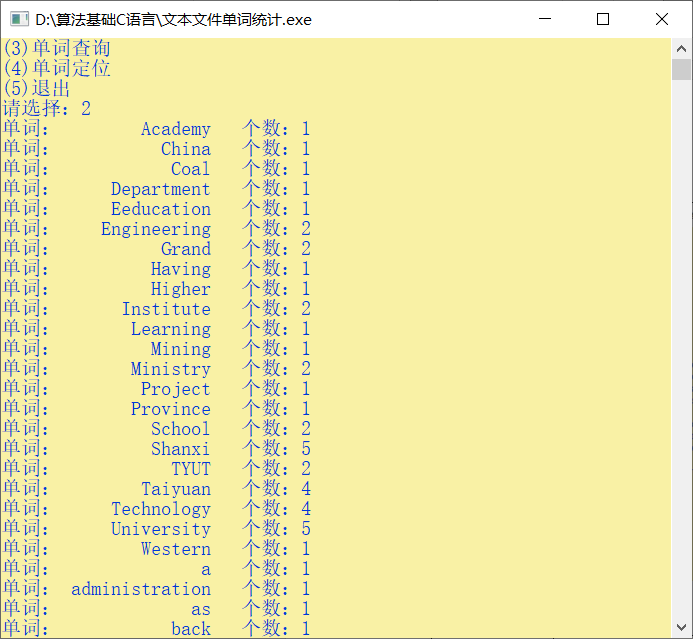 D:\算法基础C语言\文本文件单词统计.exe
(3)单词查询
(4)单词定位
(5)退出
请选择：2
单词： Academy 个数：1
单词： China 个数：1
单词： Coal 个数：1
单词： Department 个数：1
单词： Eeducation 个数：1
单词： Engineering 个数：2
单词： Grand 个数：2
单词： Having 个数：1
单词： Higher 个数：1
单词： Institute 个数：2
单词： Learning 个数：1
单词： Mining 个数：1
单词： Ministry 个数：2
单词： Project 个数：1
单词： Province 个数：1
单词： School 个数：2
单词： Shanxi 个数：5
单词： TYUT 个数：2
单词： Taiyuan 个数：4
单词： Technology 个数：4
单词： University 个数：5
单词： Western 个数：1
单词： a 个数：1
单词： administration 个数：1
单词： as 个数：1
单词： back 个数：1